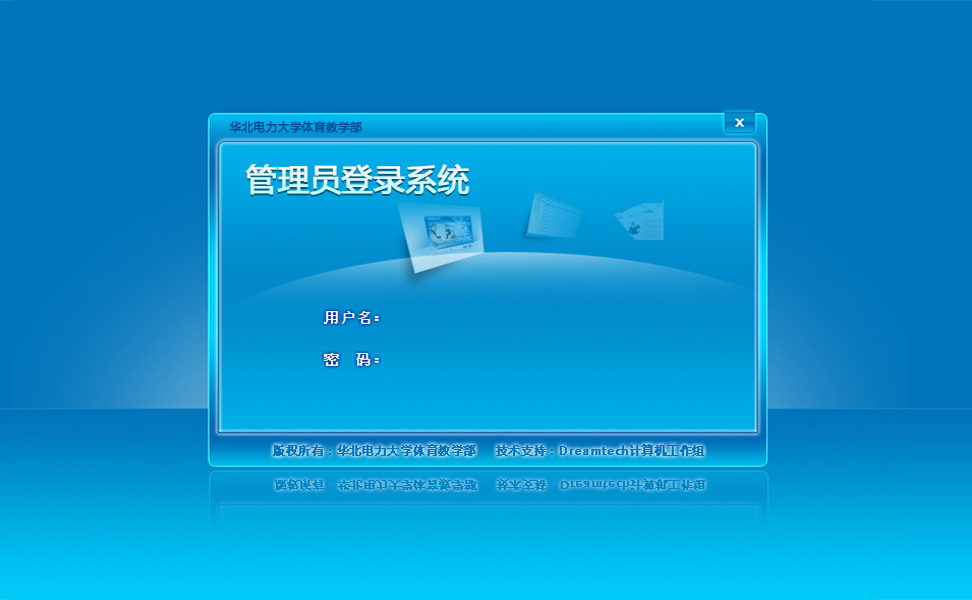 华北电力大学体育教学部
x
管理员登录系统
用户名:
密 码:
版权所有:华北电力大学体育教学部 技术支持:Dreamtech计算机工作组